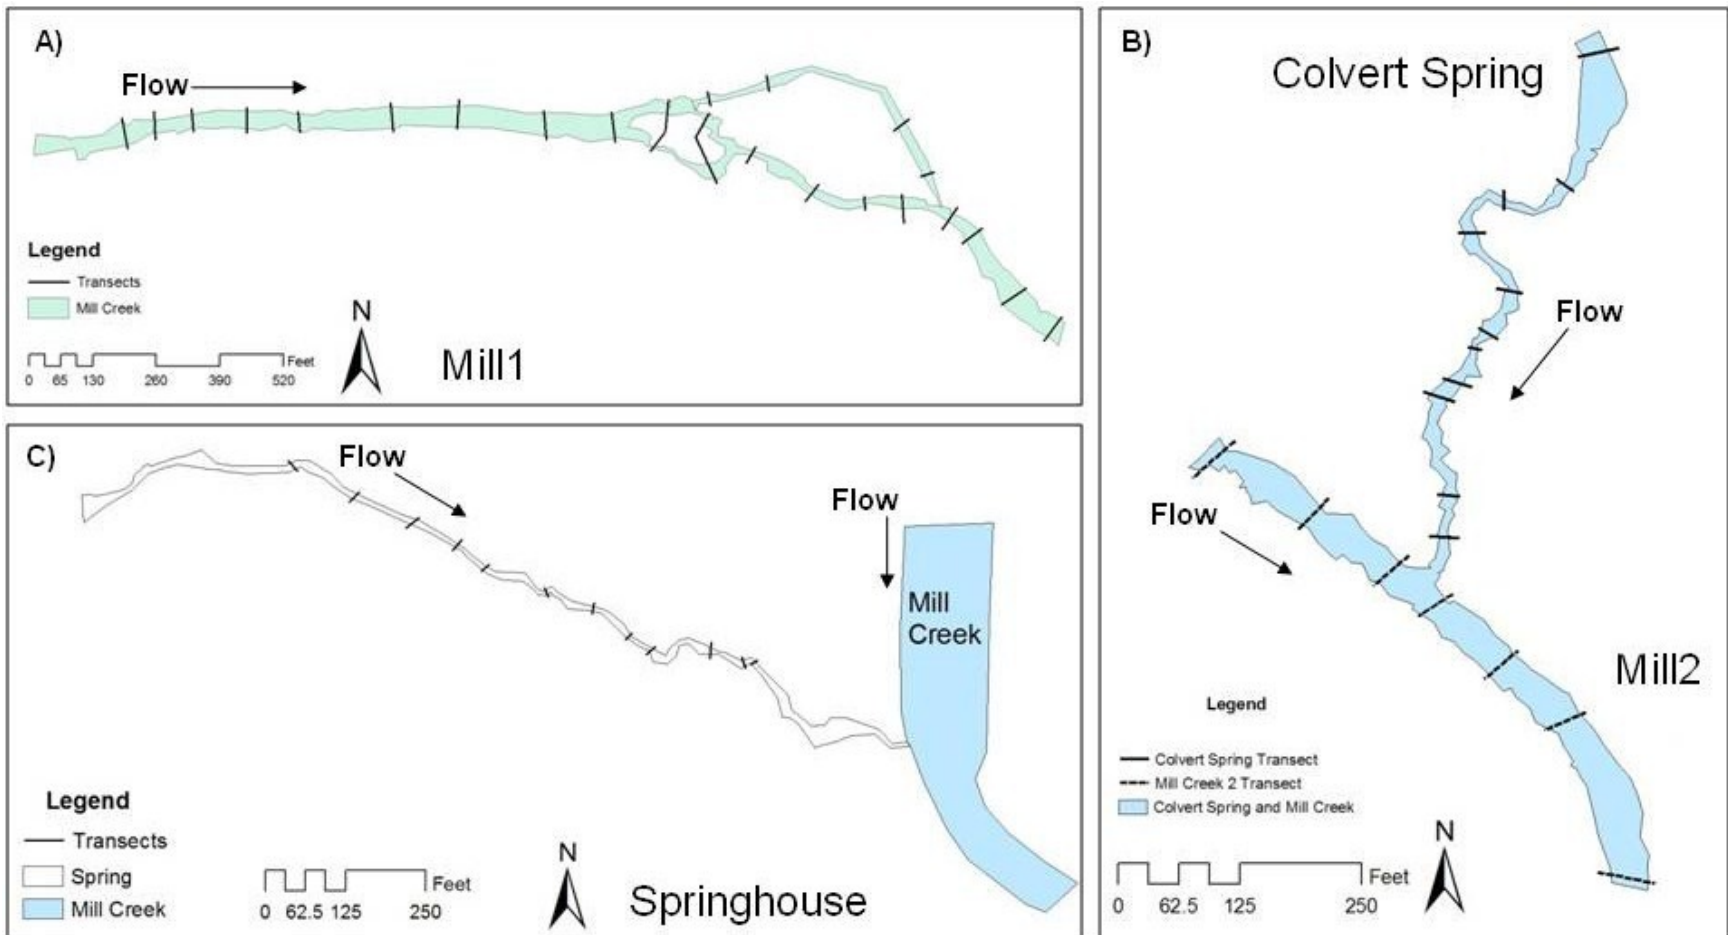 A)
Flow
Legend
Transects
Mill Creek
0 65 130 260 390 520
Feet
N
Mill1
B)
Colvert Spring
Flow
Flow
Mill2
Legend
Colvert Spring Transect
Mill Creek 2 Transect
Colvert Spring and Mill Creek
0 62.5 125 250
Feet
N
C)
Flow
Flow
Mill
Creek
Legend
Transects
Spring
Mill Creek
0 62.5 125 250
Feet
N
Springhouse